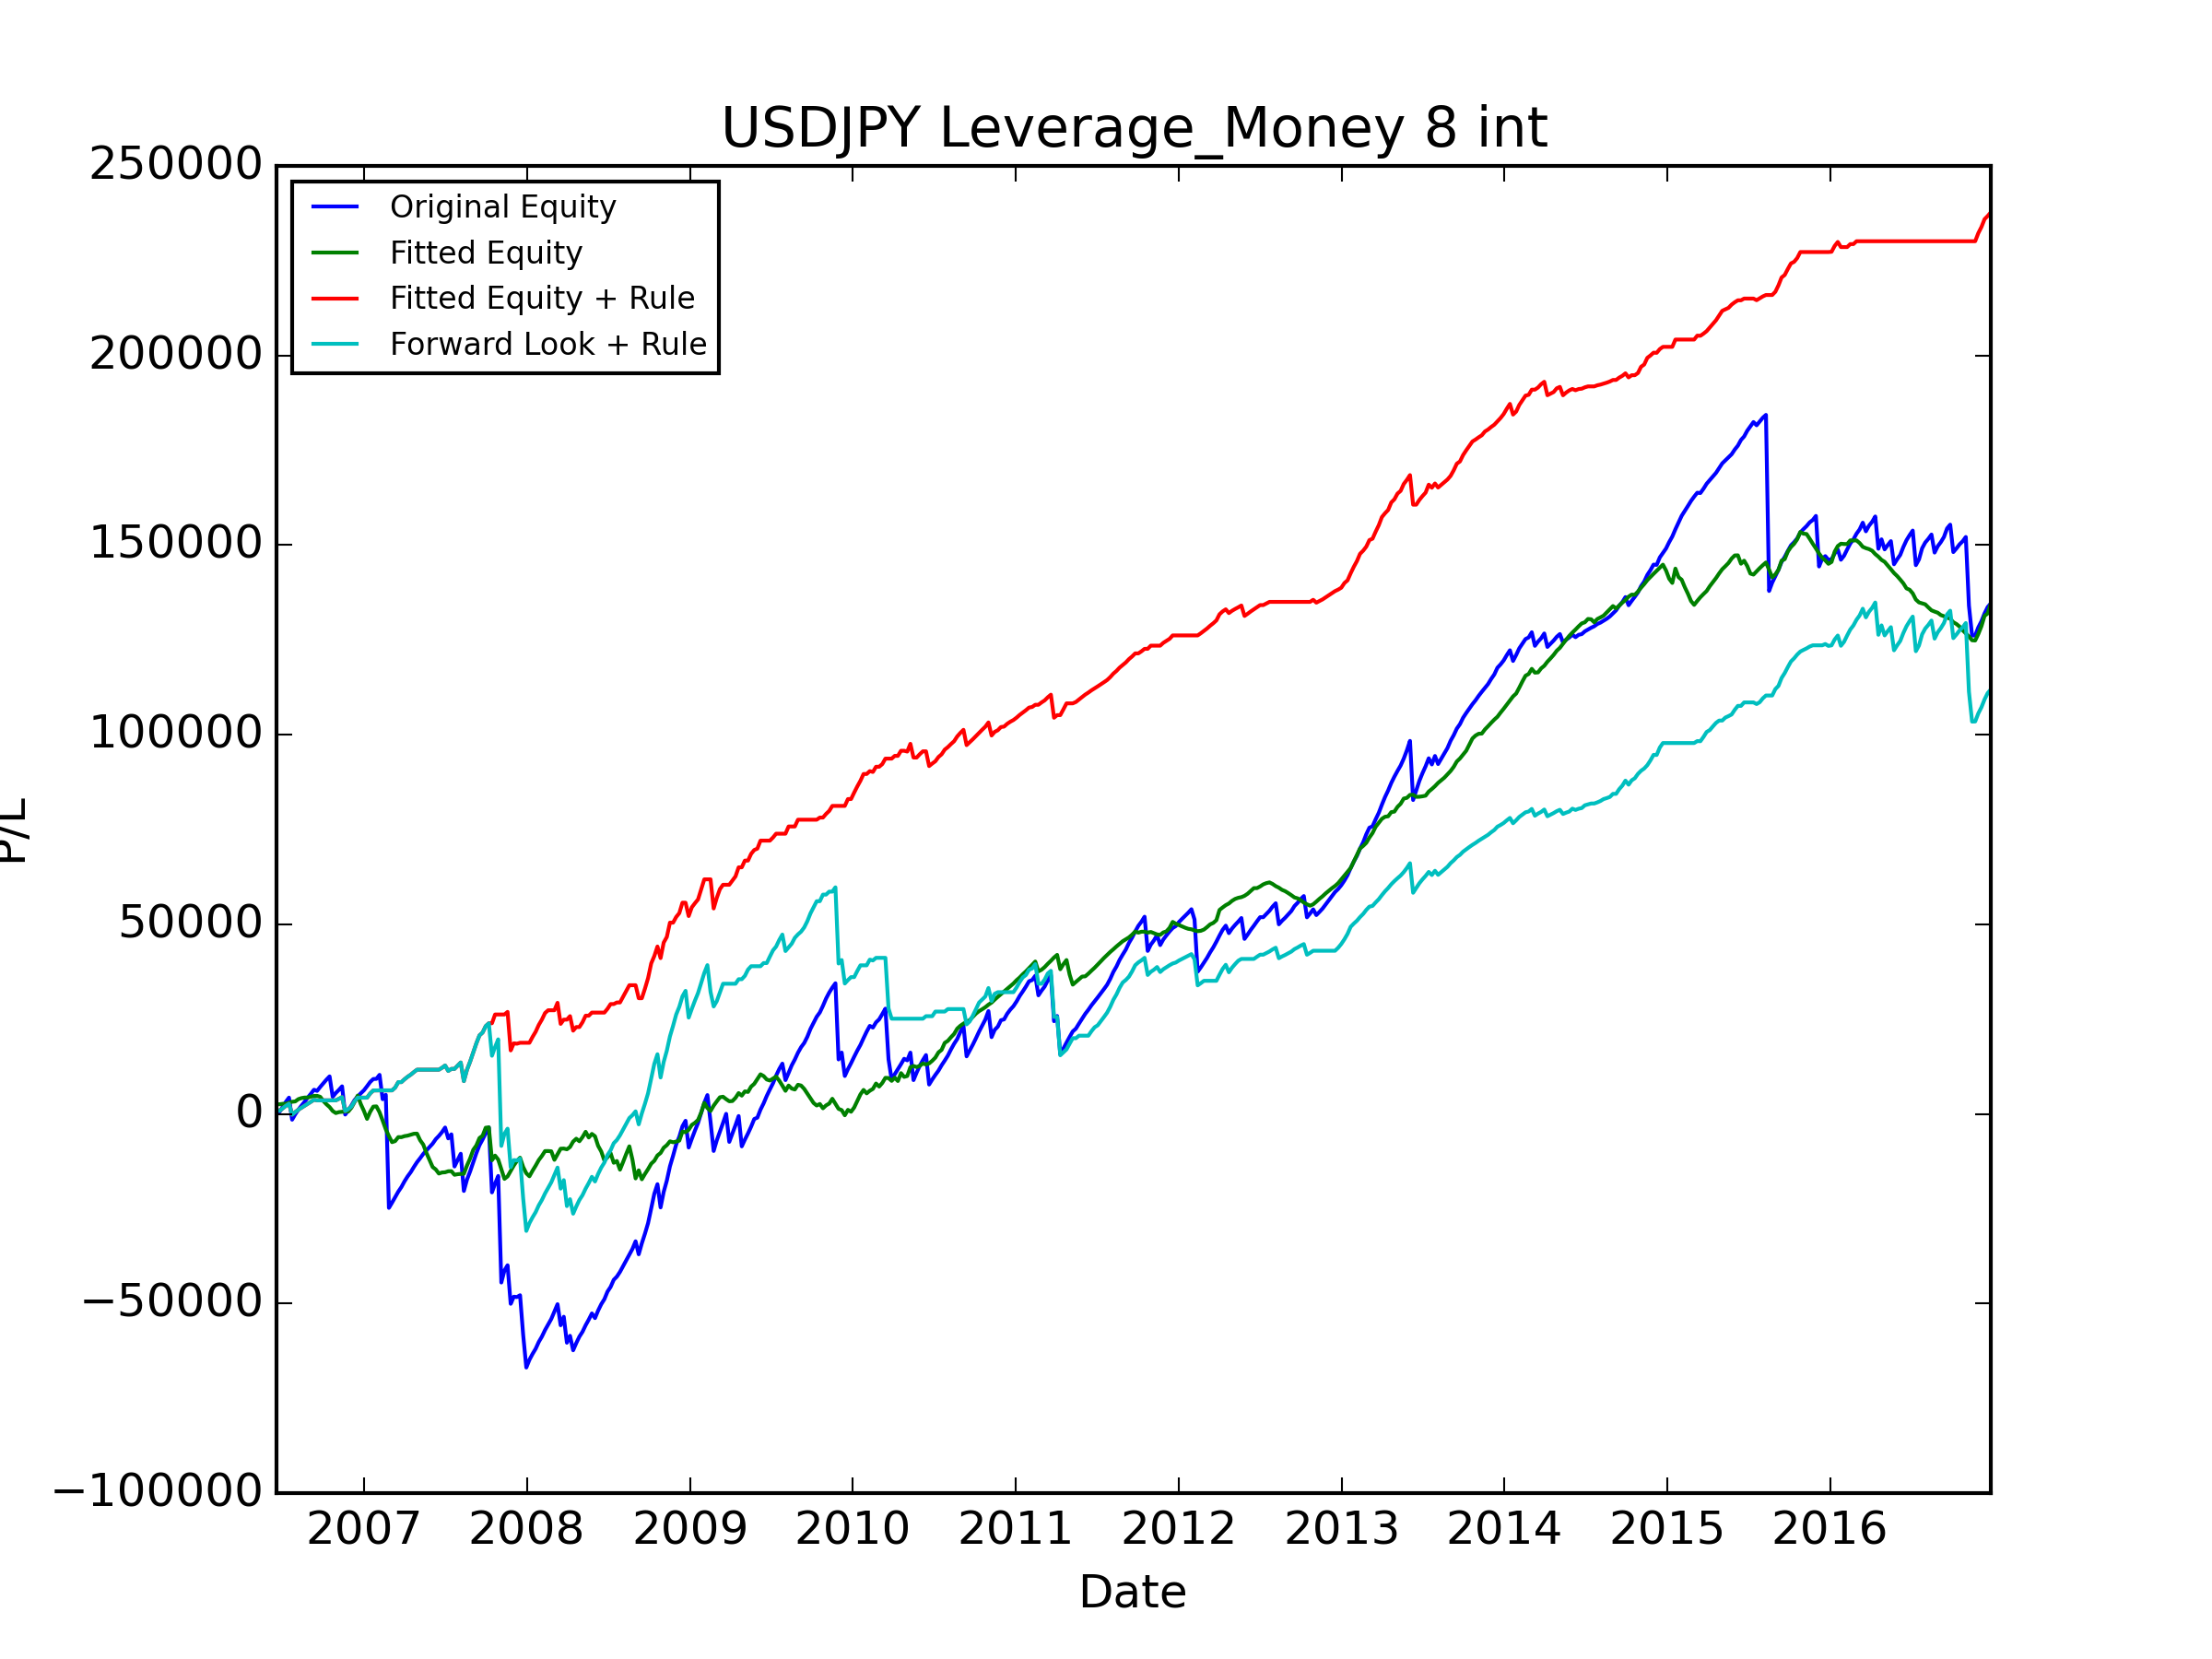 USDJPY Leverage_Money 8 int
250000
200000
150000
100000
50000
0
−50000
−100000
P/L
Original Equity
Fitted Equity
Fitted Equity + Rule
Forward Look + Rule
2007 2008 2009 2010 2011 2012 2013 2014 2015 2016
Date